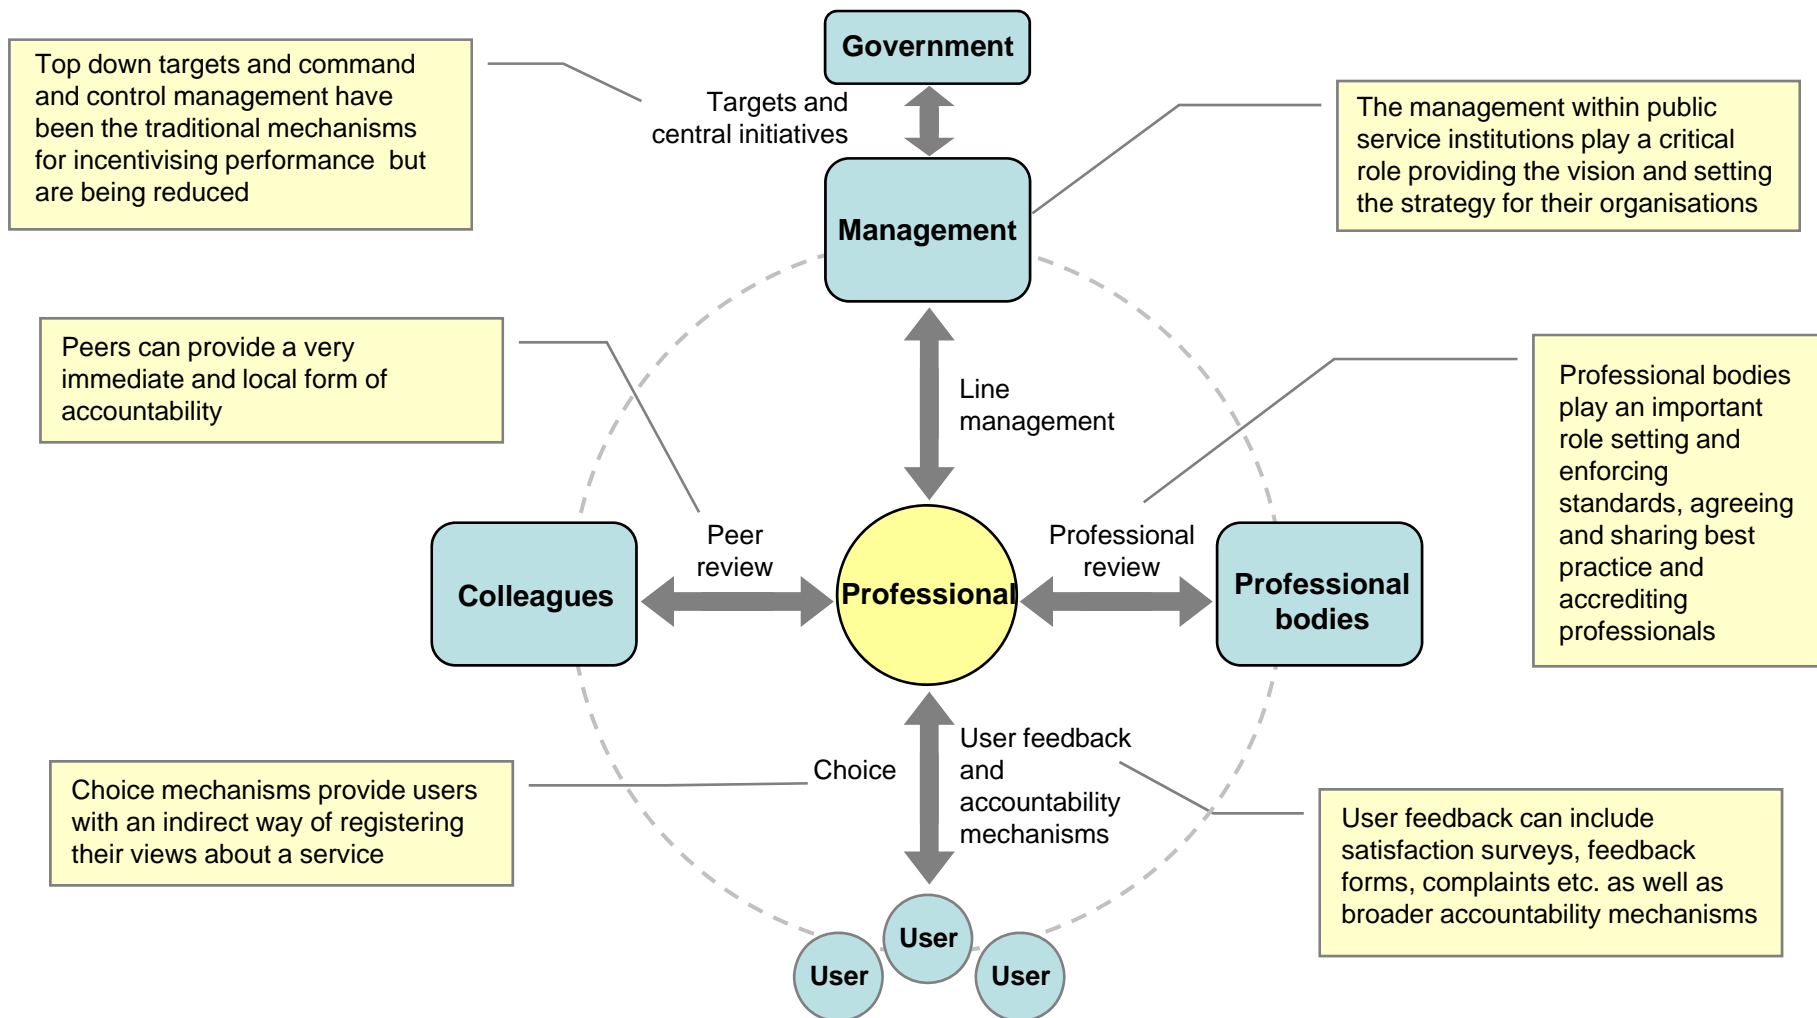 Government
Top down targets and command
and control management have
been the traditional mechanisms
for incentivising performance but
are being reduced
Targets and
central initiatives
The management within public
service institutions play a critical
role providing the vision and setting
the strategy for their organisations
Management
Peers can provide a very
immediate and local form of
accountability
Line
management
Professional bodies
play an important
role setting and
enforcing
standards, agreeing
and sharing best
practice and
accrediting
professionals
Peer
review
Professional
review
Colleagues
Professional
Professional
bodies
Choice mechanisms provide users
with an indirect way of registering
their views about a service
Choice
User feedback
and
accountability
mechanisms
User feedback can include
satisfaction surveys, feedback
forms, complaints etc. as well as
broader accountability mechanisms
User
User
User